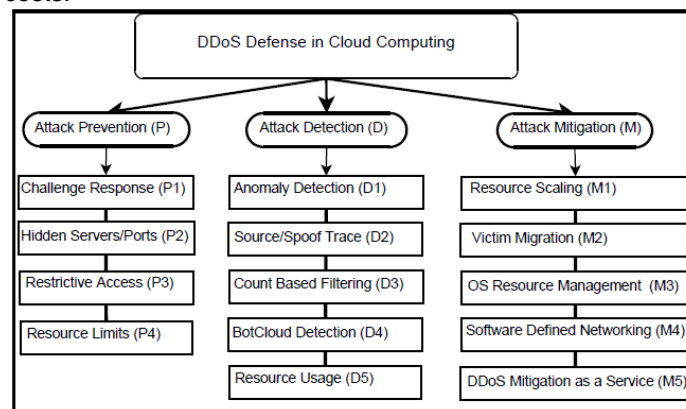 DDoS Defense in Cloud Computing
Attack Prevention (P)
Attack Detection (D)
Attack Mitigation (M)
Challenge Response (P1)
Hidden Servers/Ports (P2)
Restrictive Access (P3)
Resource Limits (P4)
Anomaly Detection (D1)
Source/Spoof Trace (D2)
Count Based Filtering (D3)
BotCloud Detection (D4)
Resource Usage (D5)
Resource Scaling (M1)
Victim Migration (M2)
OS Resource Management (M3)
Software Defined Networking (M4)
DDoS Mitigation as a Service (M5)